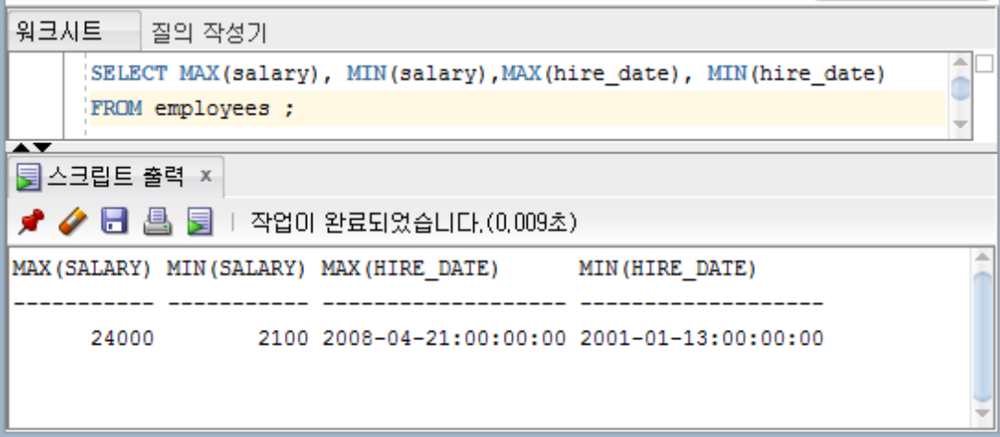 워크시트 질의 작성기
SELECT MAX(salary), MIN(salary),MAX(hire_date), MIN(hire_date)
FROM employees ;
스크립트 출력 x
작업이 완료되었습니다.(0,009초)
MAX(SALARY) MIN(SALARY) MAX(HIRE_DATE) MIN(HIRE_DATE)
----------- ----------- ------------------- -------------------
24000 2100 2008-04-21:00:00:00 2001-01-13:00:00:00